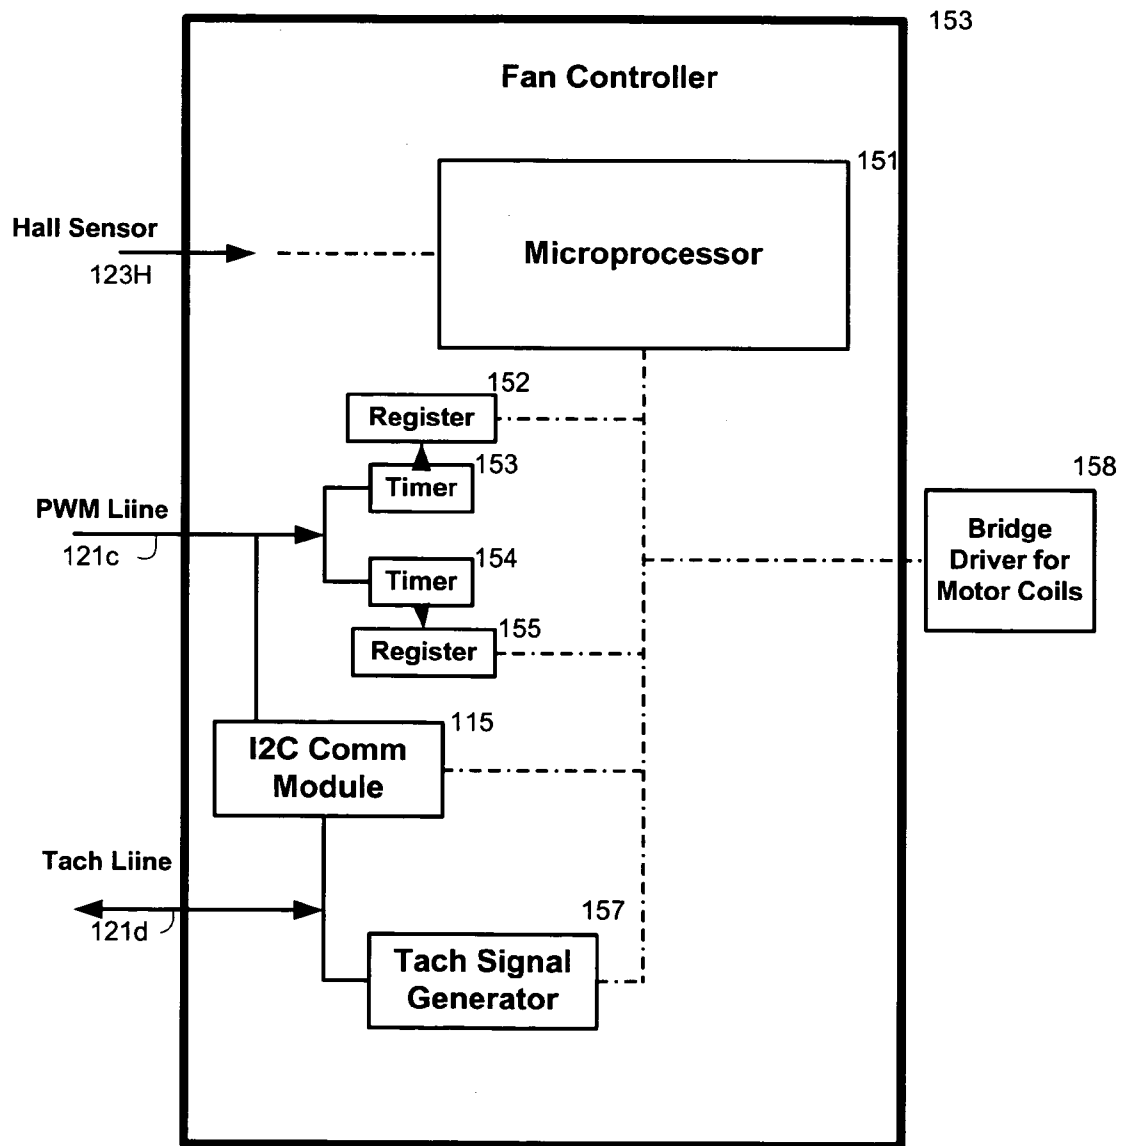 153
Fan Controller
151
Microprocessor
Hall Sensor
123H
152
Register
153
Timer
PWM Liine
121c
154
Timer
155
Register
158
Bridge
Driver for
Motor Coils
115
I2C Comm
Module
Tach Liine
121d
157
Tach Signal
Generator